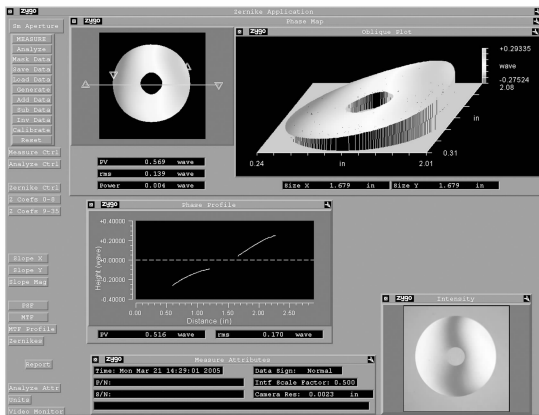 zygo Zernike Application
Sm Aperture
MEASURE
Analyze
Mask Data
Save Data
Load Data
Generate
Add Data
Sub Data
Inv Data
Calibrate
Reset
Measure Ctrl
Analyze Ctrl
Zernike Ctrl
Z Coefs 0-8
Z Coefs 9-35
Slope X
Slope Y
Slope Mag
PSF
MTF
MTF Profile
Zernikes
Report
Analyze Attr
Units
Video Monitor
zygo Phase Map
PV 0.569 wave
rms 0.139 wave
Power 0.004 wave
zygo Oblique Plot
+0.29335
wave
-0.27524
2.08
in
0.31
0.24 in 2.01
Size X 1.679 in Size Y 1.679 in
zygo Phase Profile
Height (wave)
+0.40000
+0.20000
+0.00000
-0.20000
-0.40000
0.00 0.50 1.00 1.50 2.00 2.50
Distance (in)
PV 0.516 wave rms 0.170 wave
zygo Measure Attributes
Time: Mon Mar 21 14:29:01 2005 Data Sign: Normal
P/N: Intf Scale Factor: 0.500
S/N: Camera Res: 0.0023 in
zygo Intensity